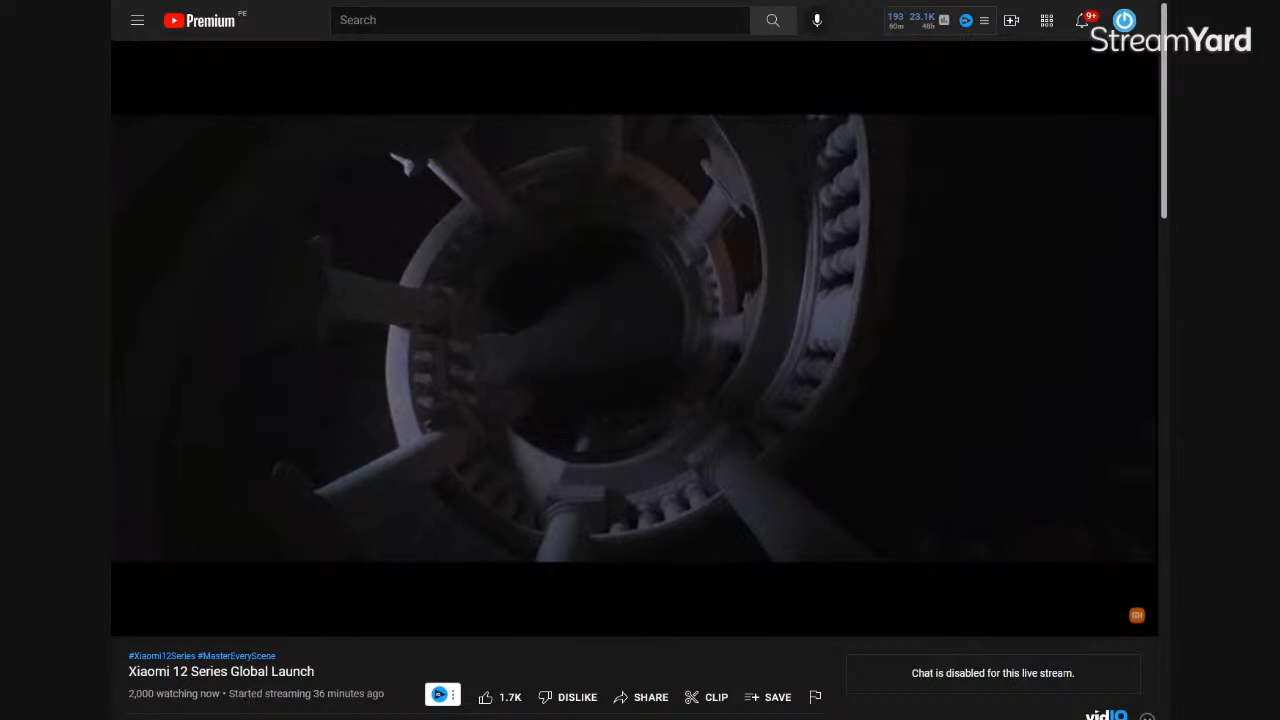 Premium PE
Search
193 23.1K
60m 48h
9+
StreamYard
mi
#Xiaomi12Series #MasterEveryScene
Xiaomi 12 Series Global Launch
2,000 watching now • Started streaming 36 minutes ago
1.7K DISLIKE SHARE CLIP SAVE
Chat is disabled for this live stream.
vidIQ